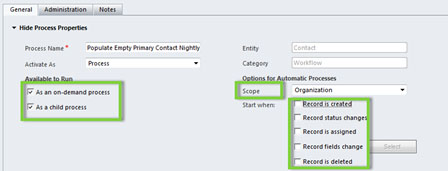 General Administration Notes
Hide Process Properties
Process Name * Populate Empty Primary Contact Nightly
Activate As Process
Available to Run
As an on-demand process
As a child process
Entity Contact
Category Workflow
Options for Automatic Processes
Scope Organization
Start when: Record is created
Record status changes
Record is assigned
Record fields change
Select
Record is deleted